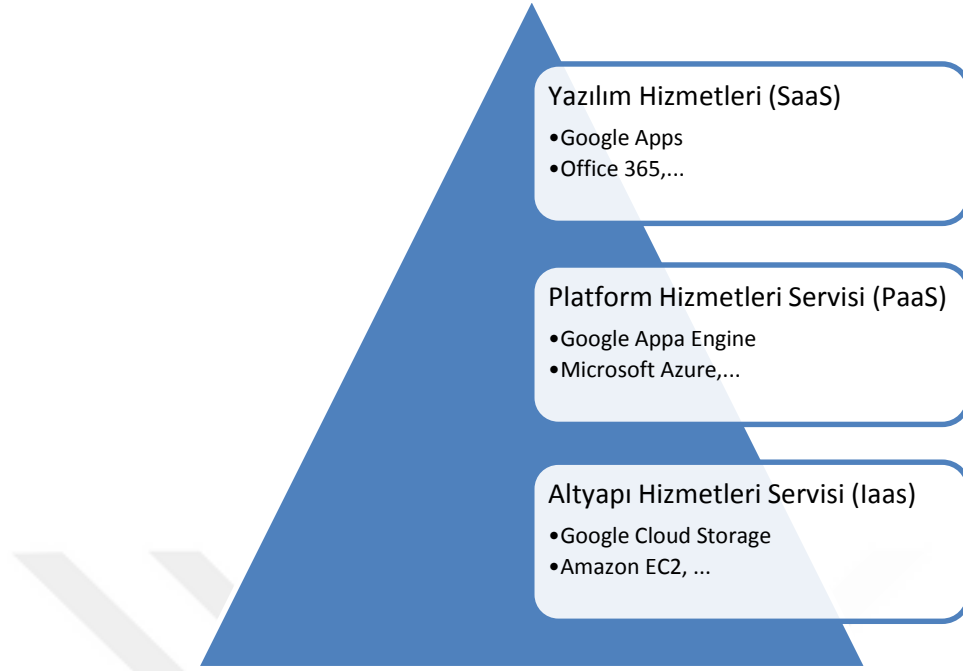 Yazılım Hizmetleri (SaaS)
•Google Apps
•Office 365,...
Platform Hizmetleri Servisi (PaaS)
•Google Appa Engine
•Microsoft Azure,...
Altyapı Hizmetleri Servisi (Iaas)
•Google Cloud Storage
•Amazon EC2, ...